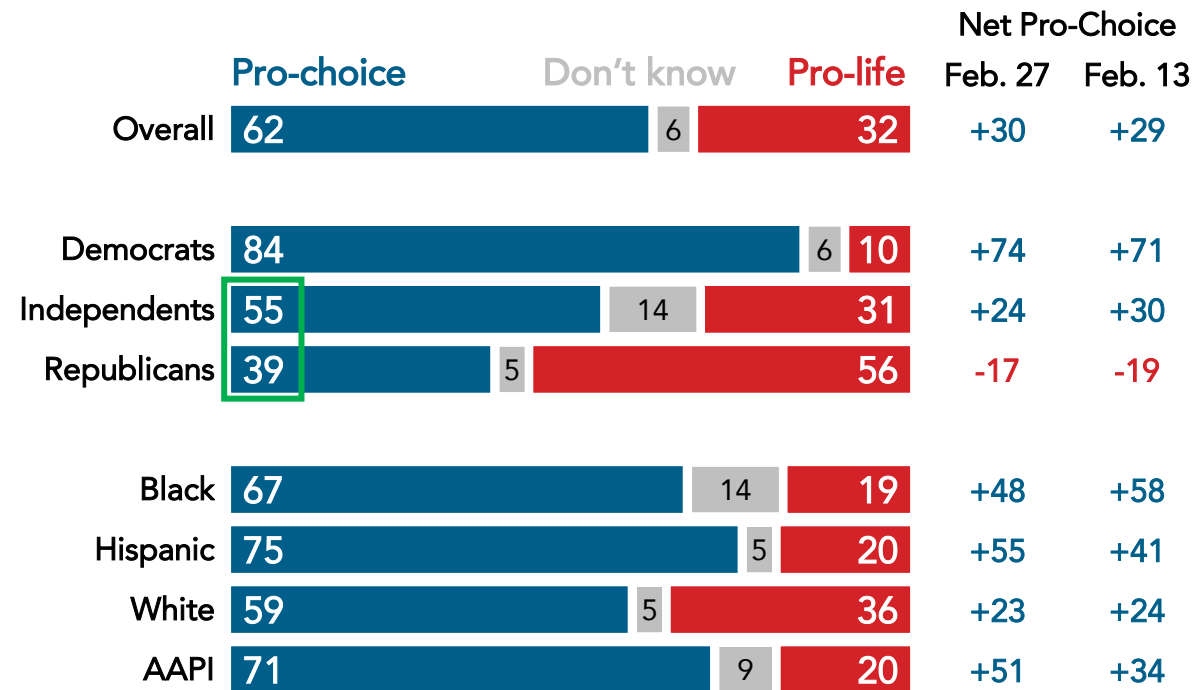 Net Pro-Choice
Pro-choice Don't know Pro-life Feb. 27 Feb. 13
Overall 62 6 32 +30 +29
Democrats 84 6 10 +74 +71
Independents 55 14 31 +24 +30
Republicans 39 5 56 -17 -19
Black 67 14 19 +48 +58
Hispanic 75 5 20 +55 +41
White 59 5 36 +23 +24
AAPI 71 9 20 +51 +34